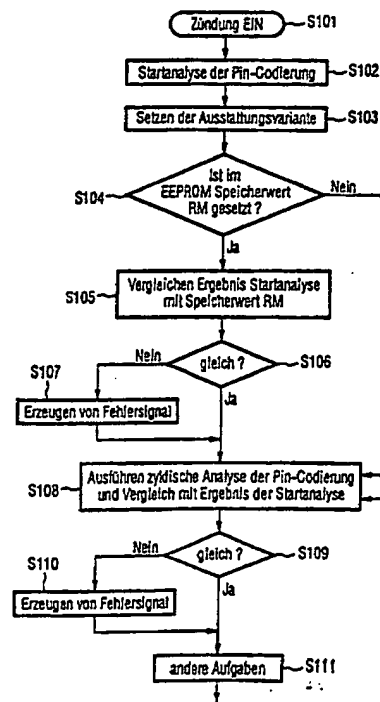 Zündung EIN S101
Startanalyse der Pin-Codierung S102
Setzen der Ausstattungsvariante S103
Ist im
EEPROM Speicherwert
RM gesetzt ?
S104
Nein
Ja
S105
Vergleichen Ergebnis Startanalyse
mit Speicherwert RM
S107
Nein
gleich ?
S106
Erzeugen von Fehlersignal
Ja
S108
Ausführen zyklische Analyse der Pin-Codierung
und Vergleich mit Ergebnis der Startanalyse
S110
Nein
gleich ?
S109
Erzeugen von Fehlersignal
Ja
andere Aufgaben S111